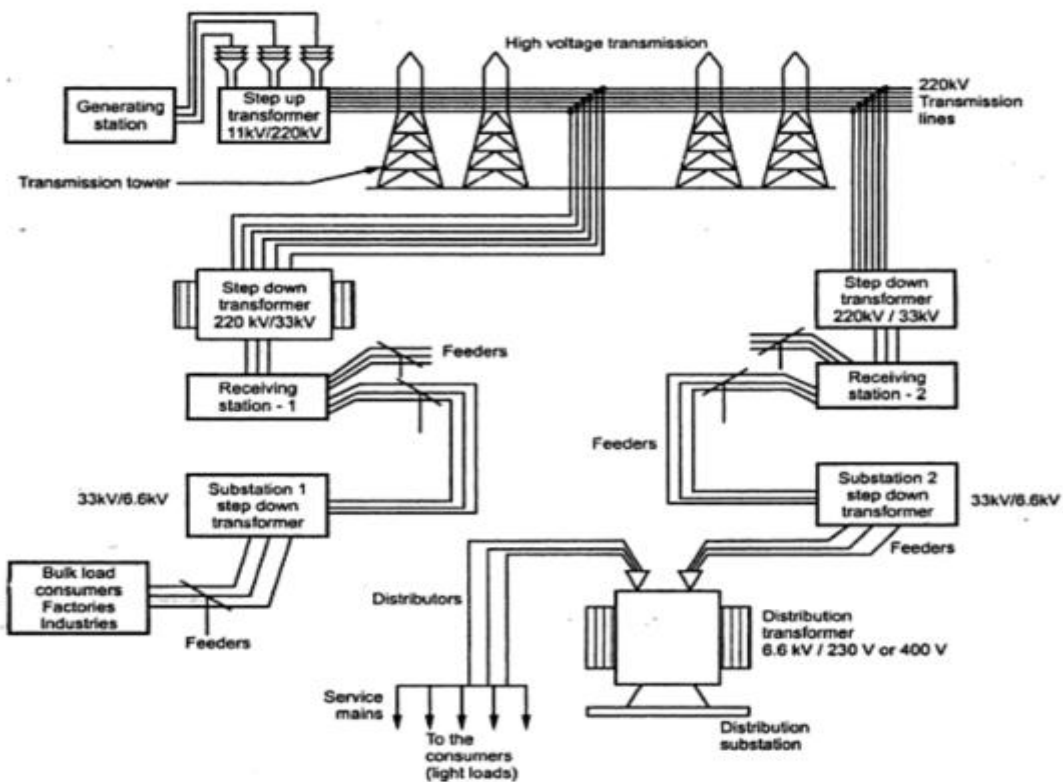 High voltage transmission
Generating
station
Step up
transformer
11kV/220kV
220kV
Transmission
lines
Transmission tower
Step down
transformer
220 kV/33kV
Step down
transformer
220kV / 33kV
Feeders
Receiving
station - 1
Receiving
station - 2
Feeders
33kV/6.6kV
Substation 1
step down
transformer
Substation 2
step down
transformer
33kV/6.6kV
Feeders
Bulk load
consumers
Factories
Industries
Feeders
Distributors
Distribution
transformer
6.6 kV / 230 V or 400 V
Service
mains
To the
consumers
(light loads)
Distribution
substation